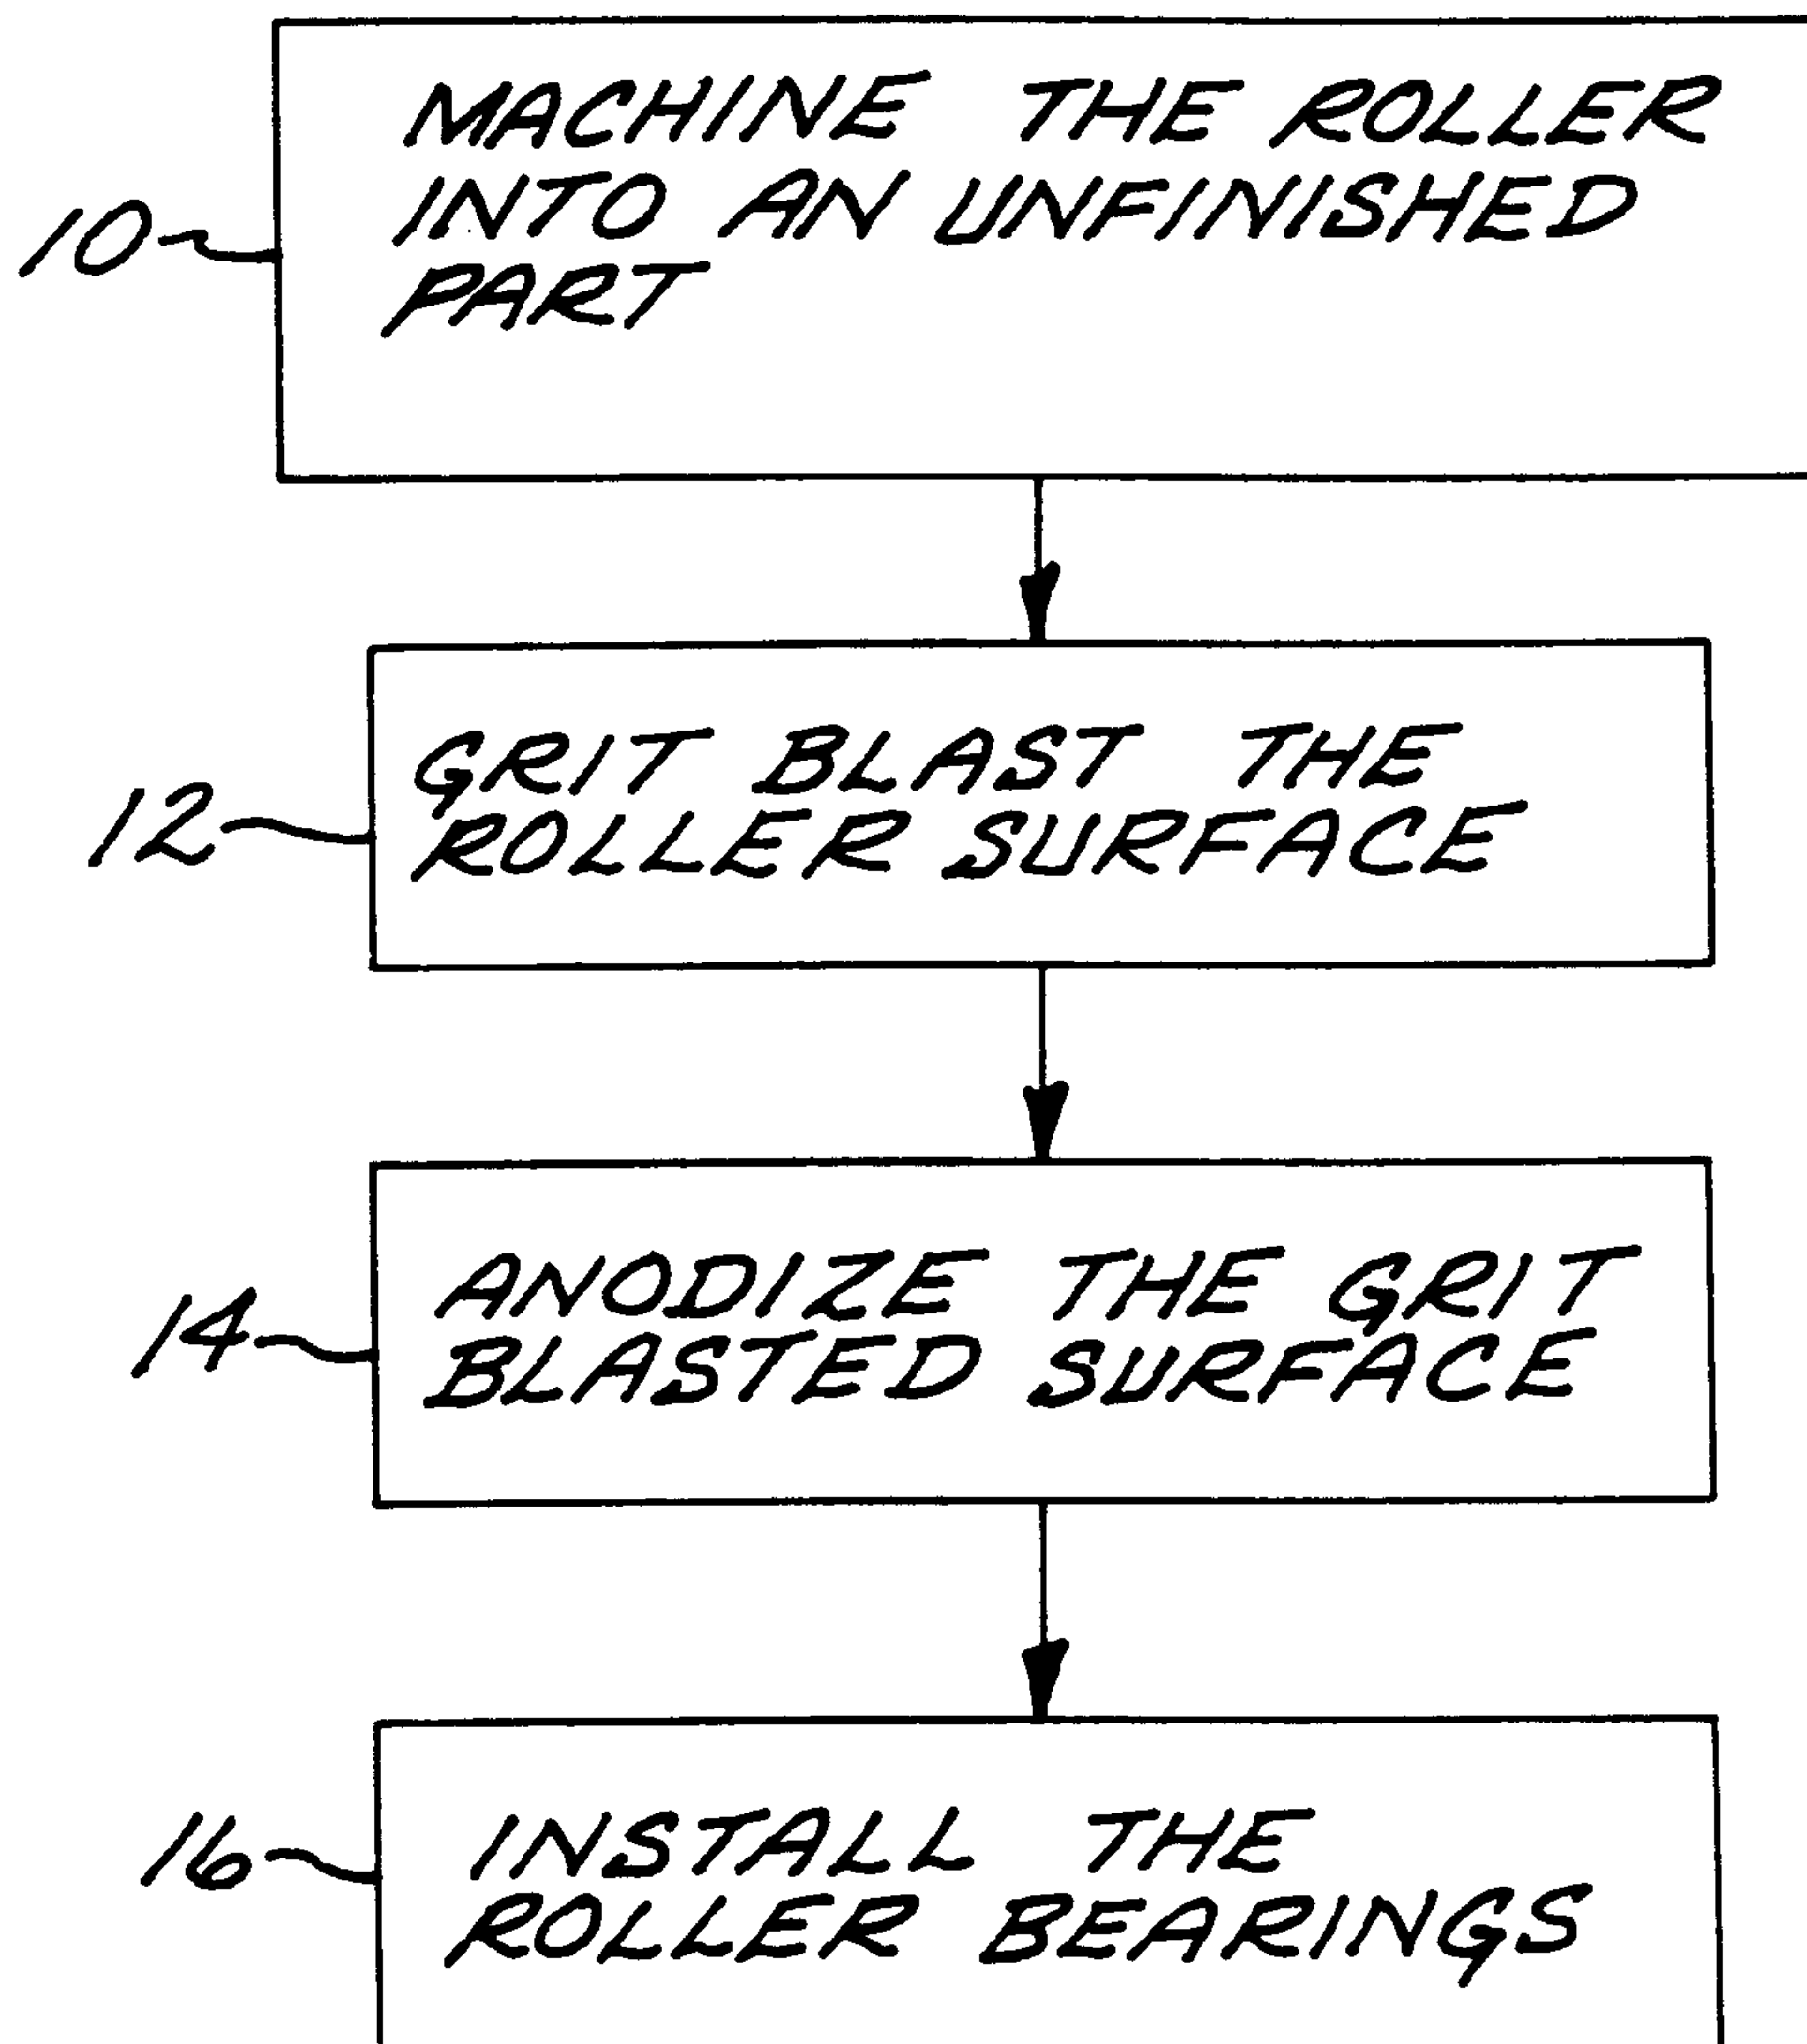 MACHINE THE ROLLER
INTO AN UNFINISHED
PART
10
GRIT BLAST THE
ROLLER SURFACE
12
ANODIZE THE GRIT
BLASTED SURFACE
14
INSTALL THE
ROLLER BEARINGS
16